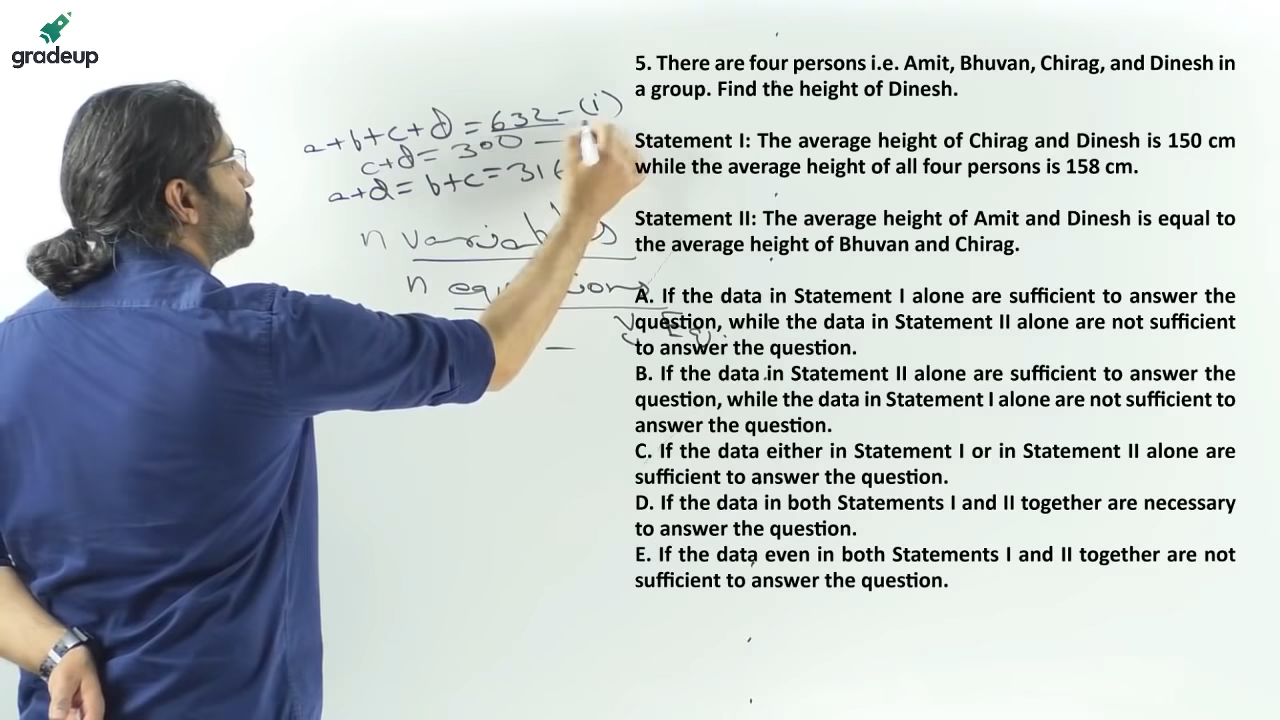 gradeup
a+b+c+d = 632 - (i)
c+d = 300 —
a+d = b+c = 316
n variables
n equations
5. There are four persons i.e. Amit, Bhuvan, Chirag, and Dinesh in
a group. Find the height of Dinesh.
Statement I: The average height of Chirag and Dinesh is 150 cm
while the average height of all four persons is 158 cm.
Statement II: The average height of Amit and Dinesh is equal to
the average height of Bhuvan and Chirag.
A. If the data in Statement I alone are sufficient to answer the
question, while the data in Statement II alone are not sufficient
to answer the question.
B. If the data in Statement II alone are sufficient to answer the
question, while the data in Statement I alone are not sufficient to
answer the question.
C. If the data either in Statement I or in Statement II alone are
sufficient to answer the question.
D. If the data in both Statements I and II together are necessary
to answer the question.
E. If the data even in both Statements I and II together are not
sufficient to answer the question.